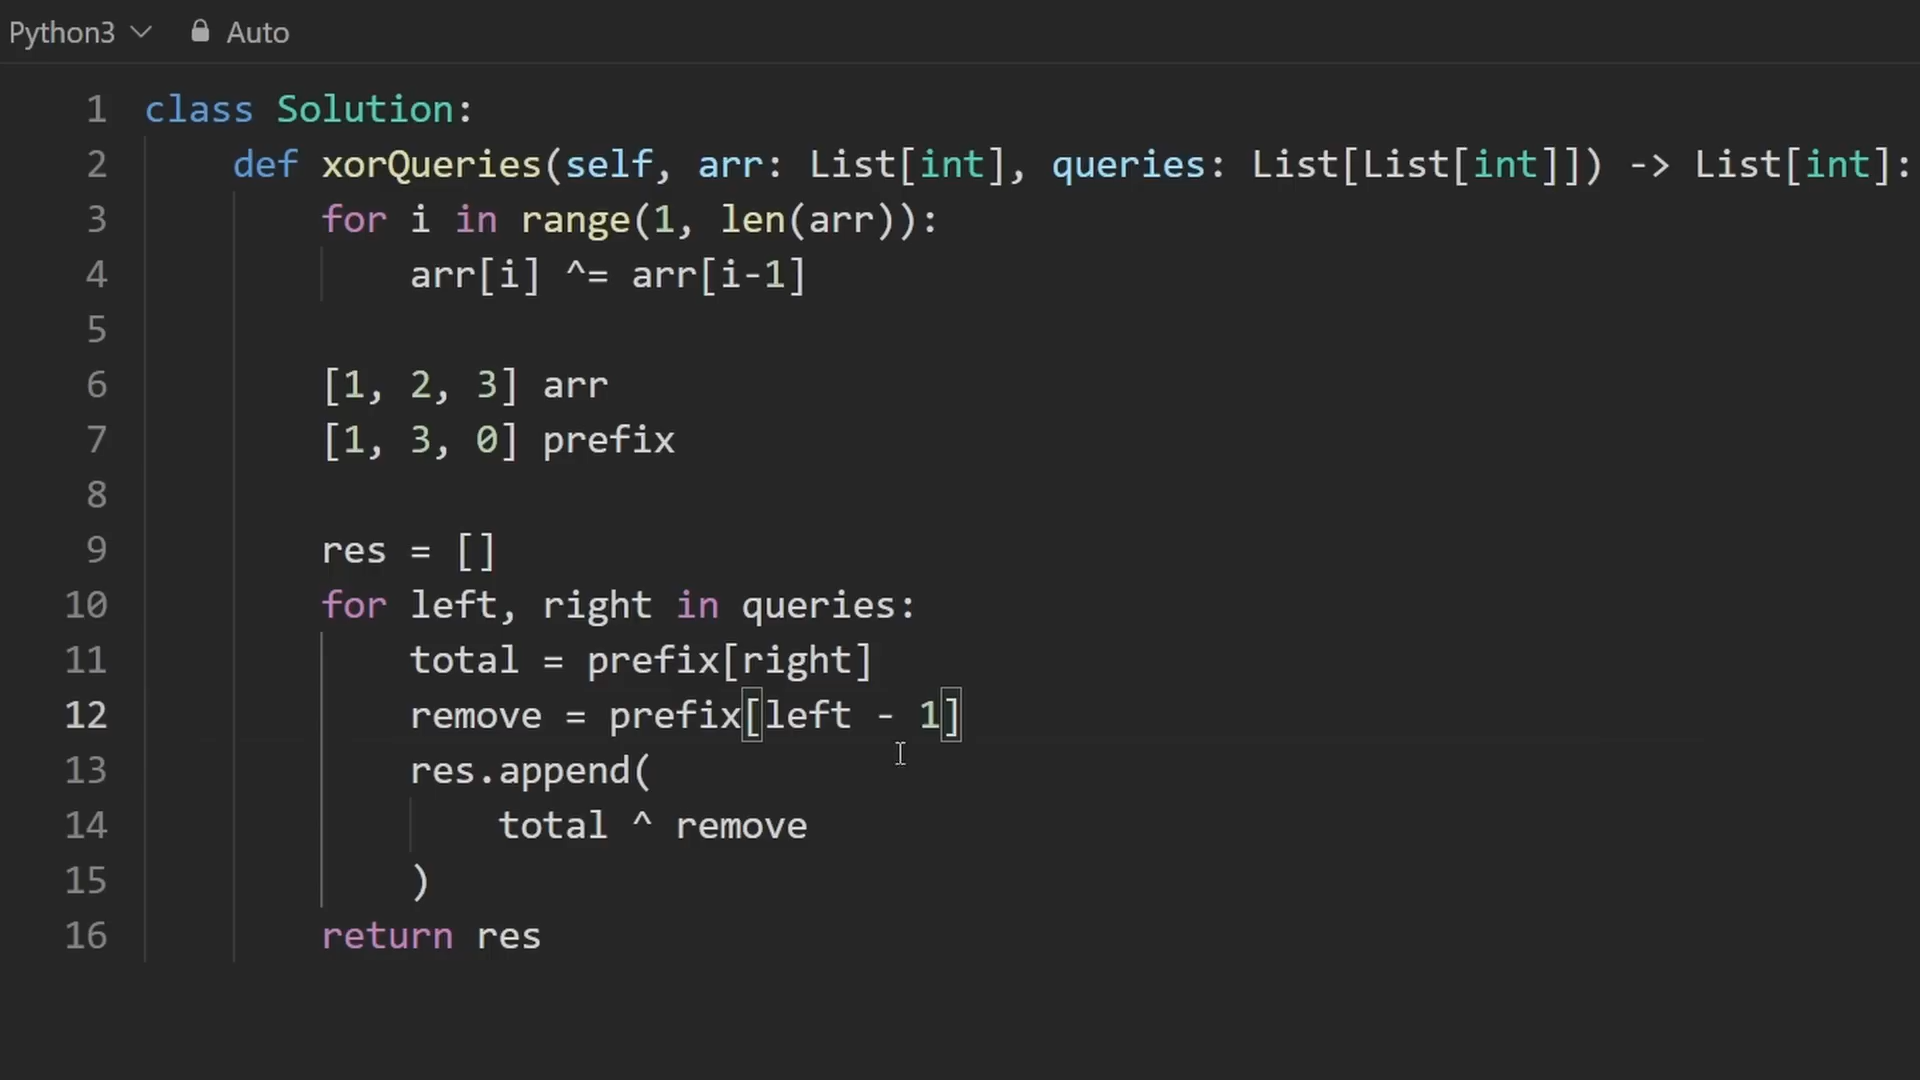 Python3 Auto
1 class Solution:
2 def xorQueries(self, arr: List[int], queries: List[List[int]]) -> List[int]:
3 for i in range(1, len(arr)):
4 arr[i] ^= arr[i-1]
5
6 [1, 2, 3] arr
7 [1, 3, 0] prefix
8
9 res = []
10 for left, right in queries:
11 total = prefix[right]
12 remove = prefix[left - 1]
13 res.append(
14 total ^ remove
15 )
16 return res